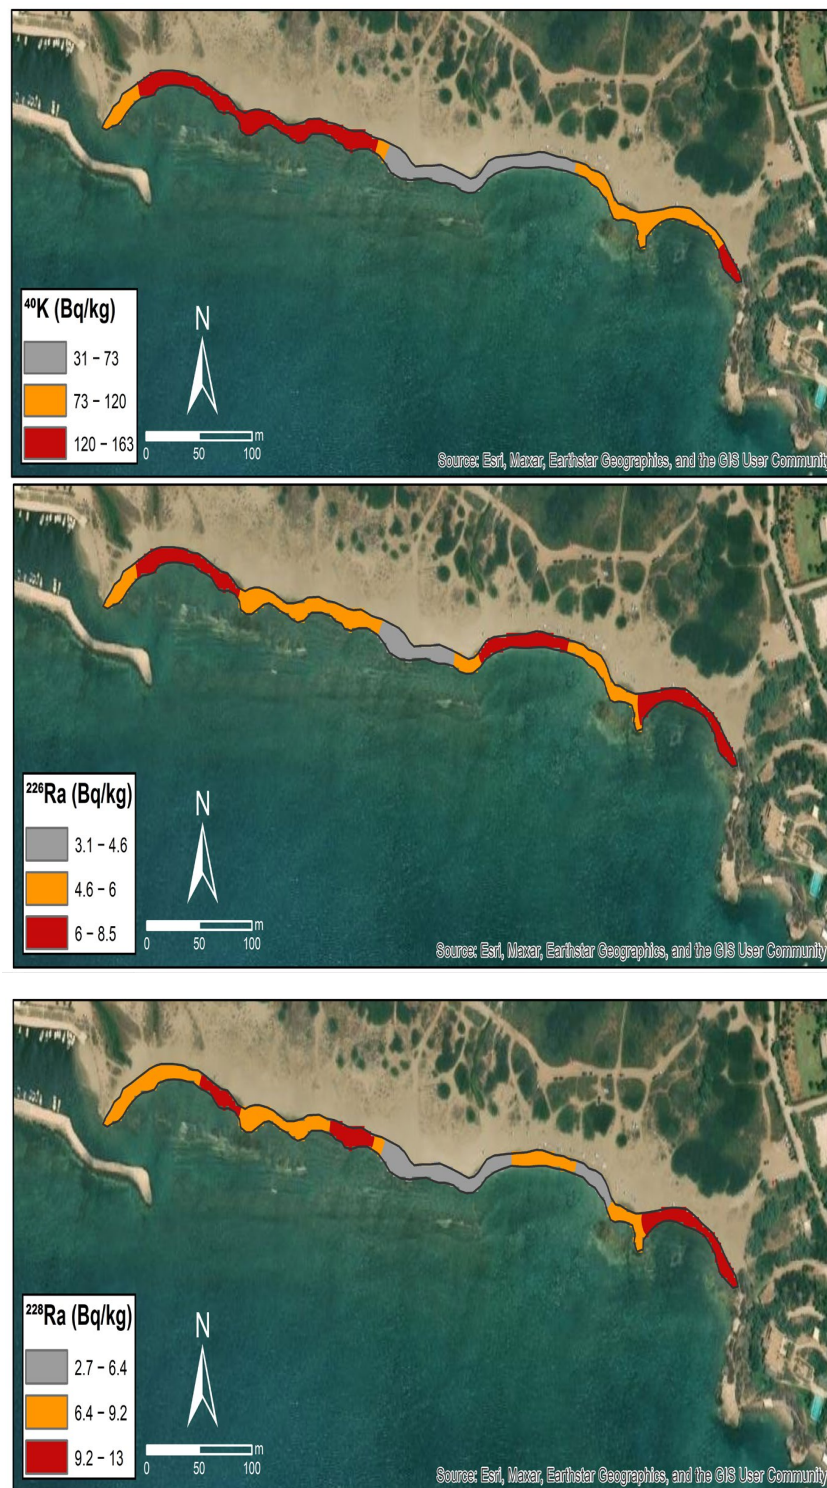 ⁴⁰K (Bq/kg)
31 – 73
73 – 120
120 – 163
N
m
0 50 100
Source: Esri, Maxar, Earthstar Geographics, and the GIS User Community
²²⁶Ra (Bq/kg)
3.1 – 4.6
4.6 – 6
6 – 8.5
N
m
0 50 100
Source: Esri, Maxar, Earthstar Geographics, and the GIS User Community
²²⁸Ra (Bq/kg)
2.7 – 6.4
6.4 – 9.2
9.2 – 13
N
m
0 50 100
Source: Esri, Maxar, Earthstar Geographics, and the GIS User Community